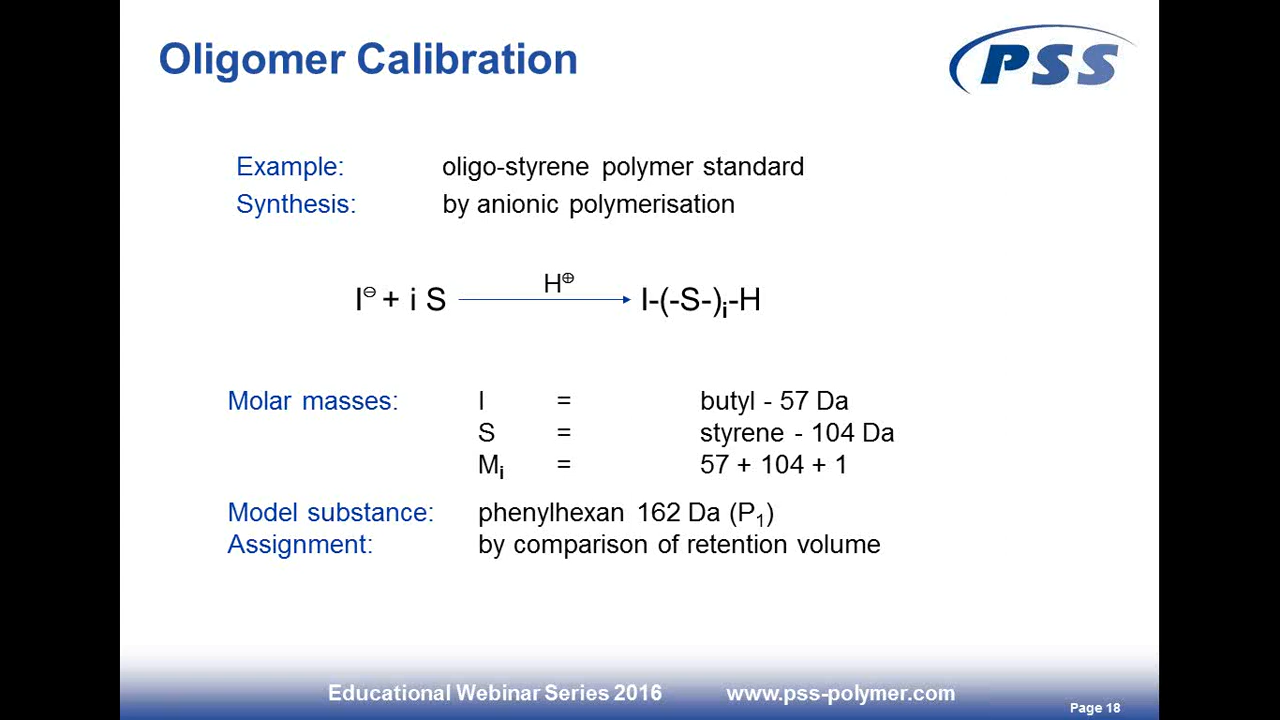 Oligomer Calibration
PSS
Example: oligo-styrene polymer standard
Synthesis: by anionic polymerisation
H⊕
I⊖ + i S I-(-S-)i-H
Molar masses: I = butyl - 57 Da
S = styrene - 104 Da
Mi = 57 + 104 + 1
Model substance: phenylhexan 162 Da (P1)
Assignment: by comparison of retention volume
Educational Webinar Series 2016 www.pss-polymer.com
Page 18